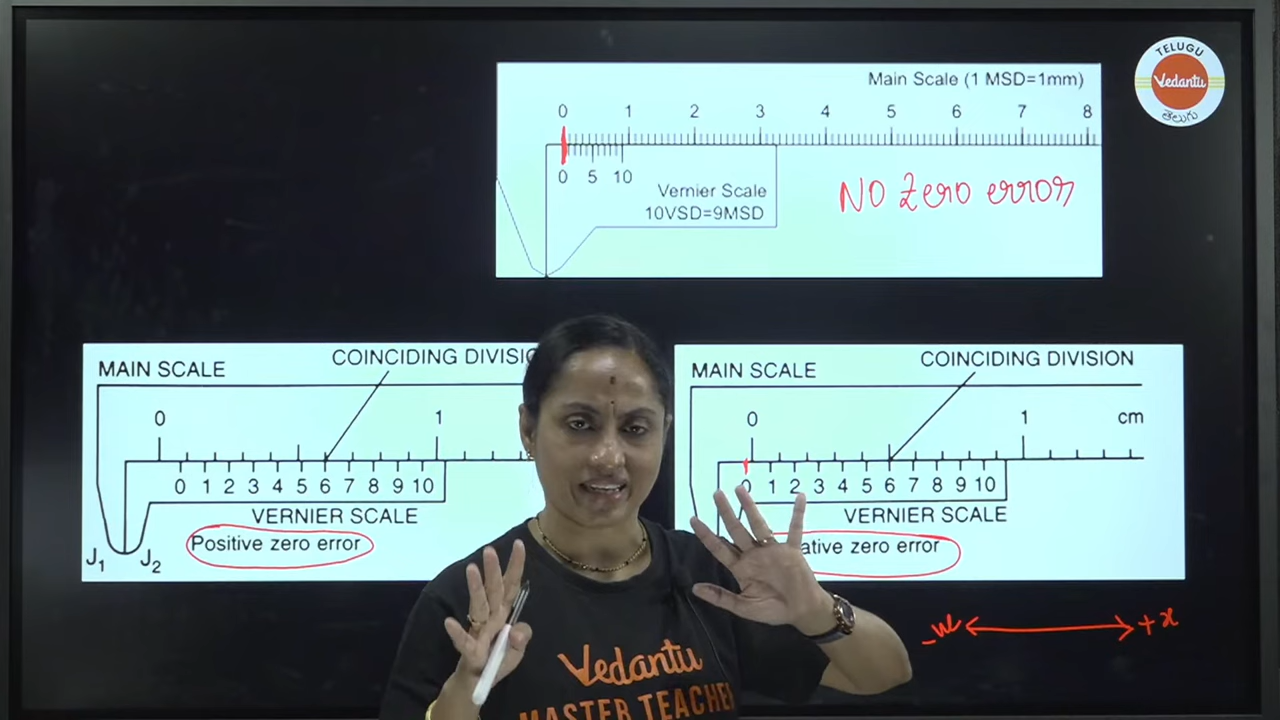 Main Scale (1 MSD=1mm)
0 1 2 3 4 5 6 7 8
0 5 10
Vernier Scale
10VSD=9MSD
NO Zero error
TELUGU
Vedantu
తెలుగు
MAIN SCALE
COINCIDING
0 1
0 1 2 3 4 5 6 7 8 9 10
VERNIER SCALE
Positive zero error
J1 J2
MAIN SCALE
COINCIDING DIVISION
0 1 cm
0 1 2 3 4 5 6 7 8 9 10
VERNIER SCALE
zero error
+x
Vedantu
MASTER TEACHER